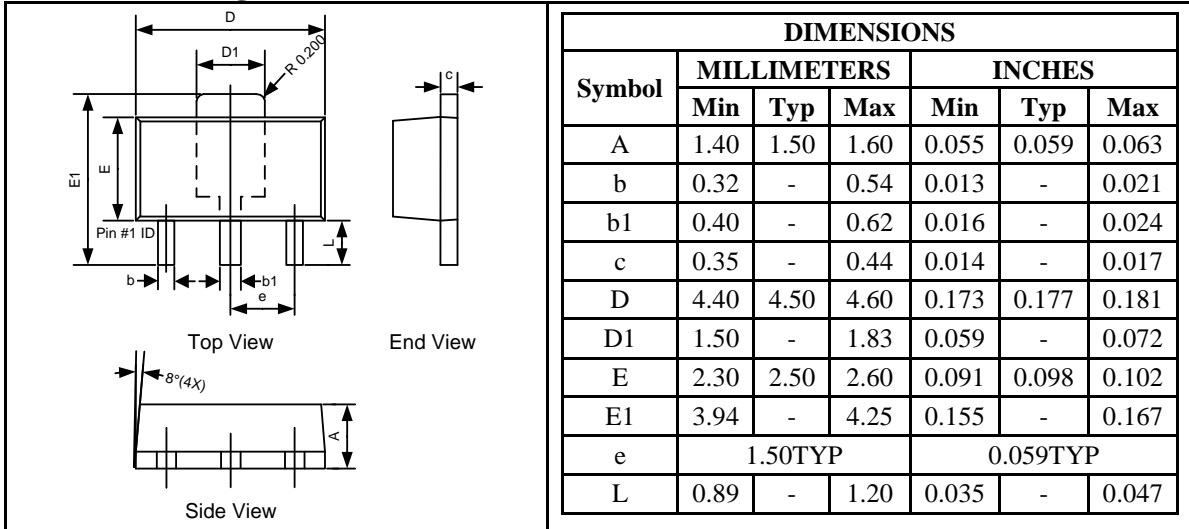 D
D1
R 0.200
c
E1
E
Pin #1 ID
L
b
b1
e
Top View
End View
8°(4X)
A
Side View
DIMENSIONS
Symbol MILLIMETERS INCHES
Min Typ Max Min Typ Max
A 1.40 1.50 1.60 0.055 0.059 0.063
b 0.32 - 0.54 0.013 - 0.021
b1 0.40 - 0.62 0.016 - 0.024
c 0.35 - 0.44 0.014 - 0.017
D 4.40 4.50 4.60 0.173 0.177 0.181
D1 1.50 - 1.83 0.059 - 0.072
E 2.30 2.50 2.60 0.091 0.098 0.102
E1 3.94 - 4.25 0.155 - 0.167
e 1.50TYP 0.059TYP
L 0.89 - 1.20 0.035 - 0.047